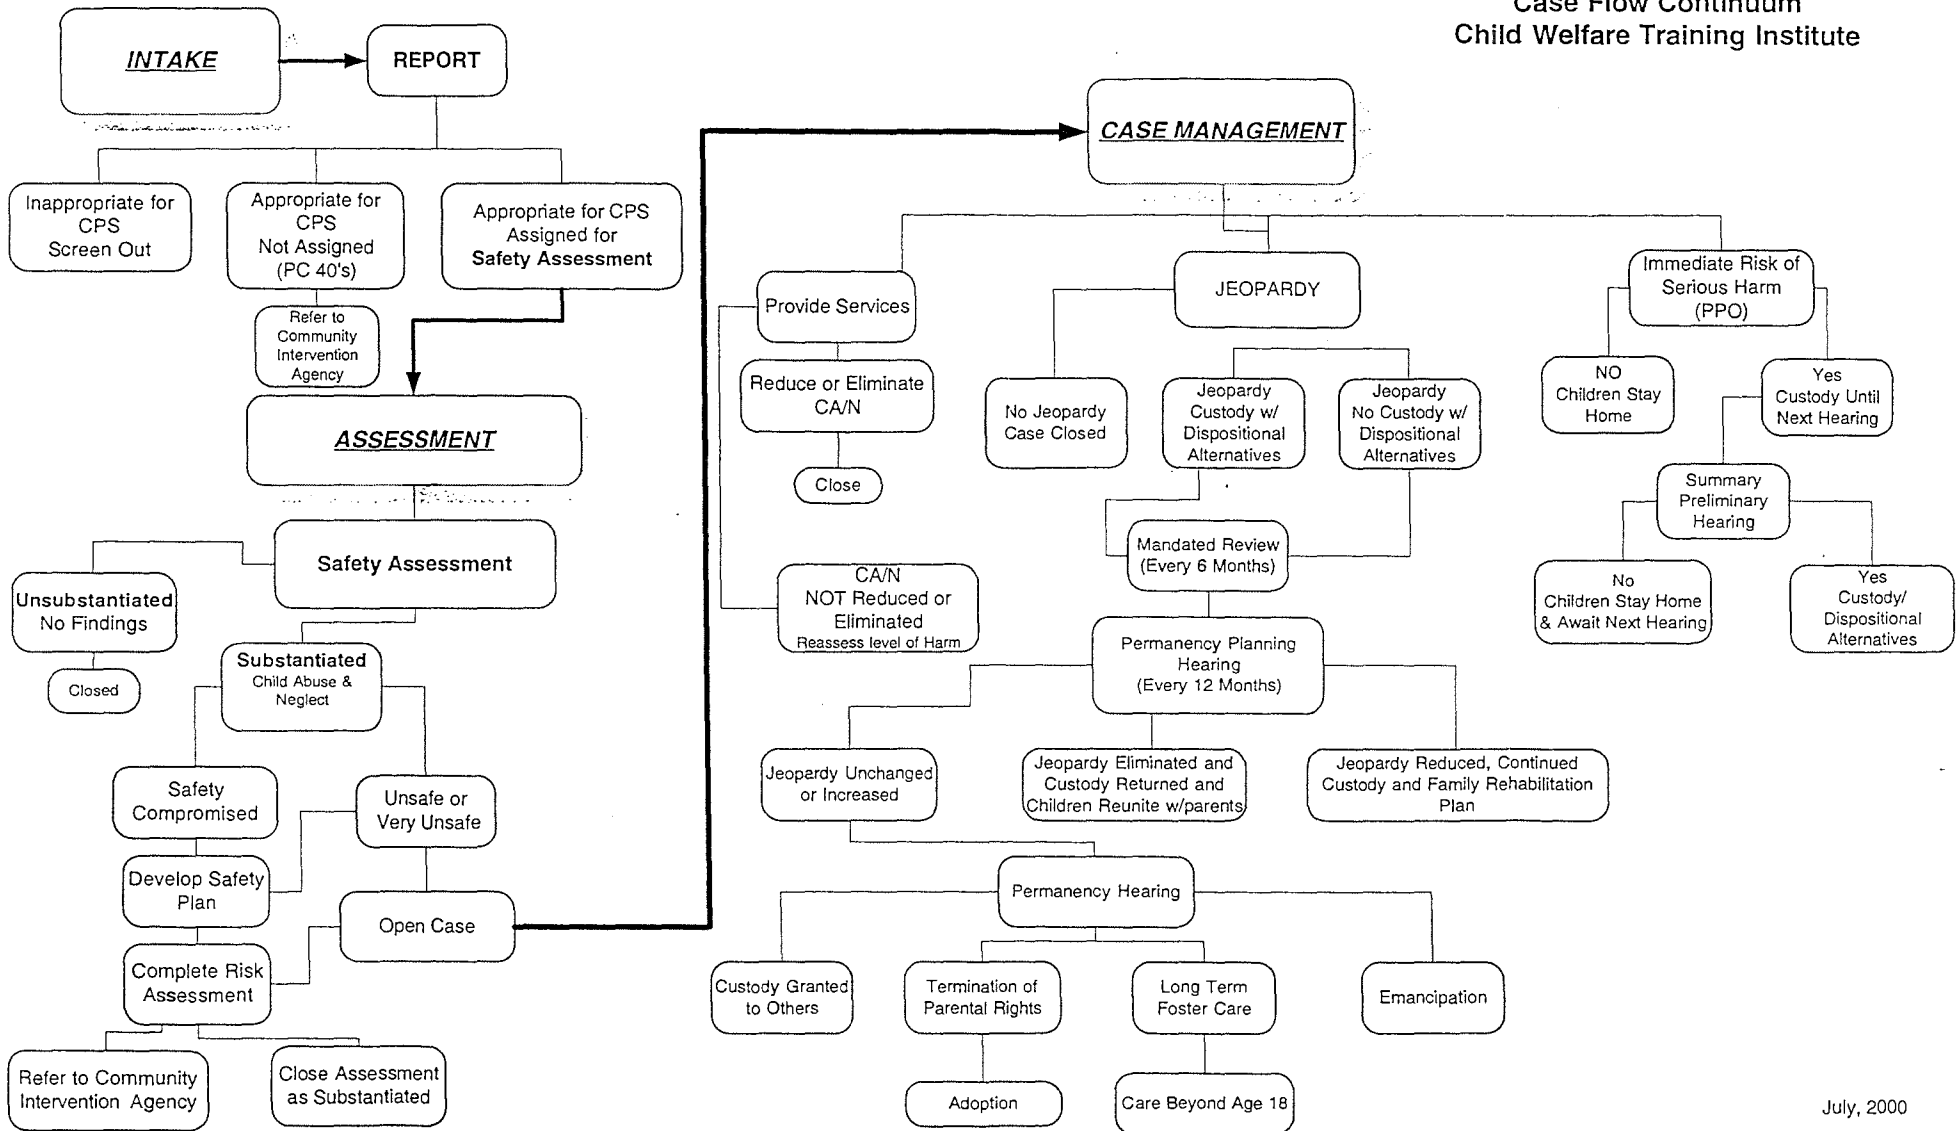 Case Flow Continuum
Child Welfare Training Institute
INTAKE
REPORT
Inappropriate for
CPS
Screen Out
Appropriate for
CPS
Not Assigned
(PC 40's)
Appropriate for CPS
Assigned for
Safety Assessment
Refer to
Community
Intervention
Agency
ASSESSMENT
Safety Assessment
Unsubstantiated
No Findings
Closed
Substantiated
Child Abuse &
Neglect
Safety
Compromised
Unsafe or
Very Unsafe
Develop Safety
Plan
Open Case
Complete Risk
Assessment
Refer to Community
Intervention Agency
Close Assessment
as Substantiated
CASE MANAGEMENT
Provide Services
Reduce or Eliminate
CA/N
Close
CA/N
NOT Reduced or
Eliminated
Reassess level of Harm
JEOPARDY
No Jeopardy
Case Closed
Jeopardy
Custody w/
Dispositional
Alternatives
Jeopardy
No Custody w/
Dispositional
Alternatives
Mandated Review
(Every 6 Months)
Permanency Planning
Hearing
(Every 12 Months)
Jeopardy Unchanged
or Increased
Jeopardy Eliminated and
Custody Returned and
Children Reunite w/parents
Jeopardy Reduced, Continued
Custody and Family Rehabilitation
Plan
Permanency Hearing
Custody Granted
to Others
Termination of
Parental Rights
Long Term
Foster Care
Emancipation
Adoption
Care Beyond Age 18
Immediate Risk of
Serious Harm
(PPO)
NO
Children Stay
Home
Yes
Custody Until
Next Hearing
Summary
Preliminary
Hearing
No
Children Stay Home
& Await Next Hearing
Yes
Custody/
Dispositional
Alternatives
July, 2000